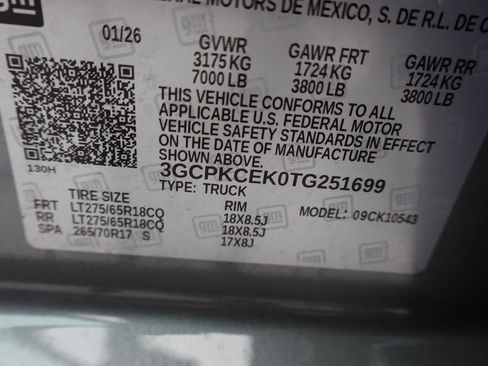 gm
MOTORS DE MEXICO, S. DE R.L. DE C
01/26
GVWR GAWR FRT GAWR RR
3175 KG 1724 KG 1724 KG
7000 LB 3800 LB 3800 LB
THIS VEHICLE CONFORMS TO ALL
APPLICABLE U.S. FEDERAL MOTOR
VEHICLE SAFETY STANDARDS IN EFFECT
ON THE DATE OF MANUFACTURE
SHOWN ABOVE.
130H
3GCPKCEK0TG251699
TYPE: TRUCK
TIRE SIZE RIM MODEL: 09CK10543
FRT LT275/65R18CQ 18X8.5J
RR LT275/65R18CQ 18X8.5J
SPA 265/70R17 S 17X8J